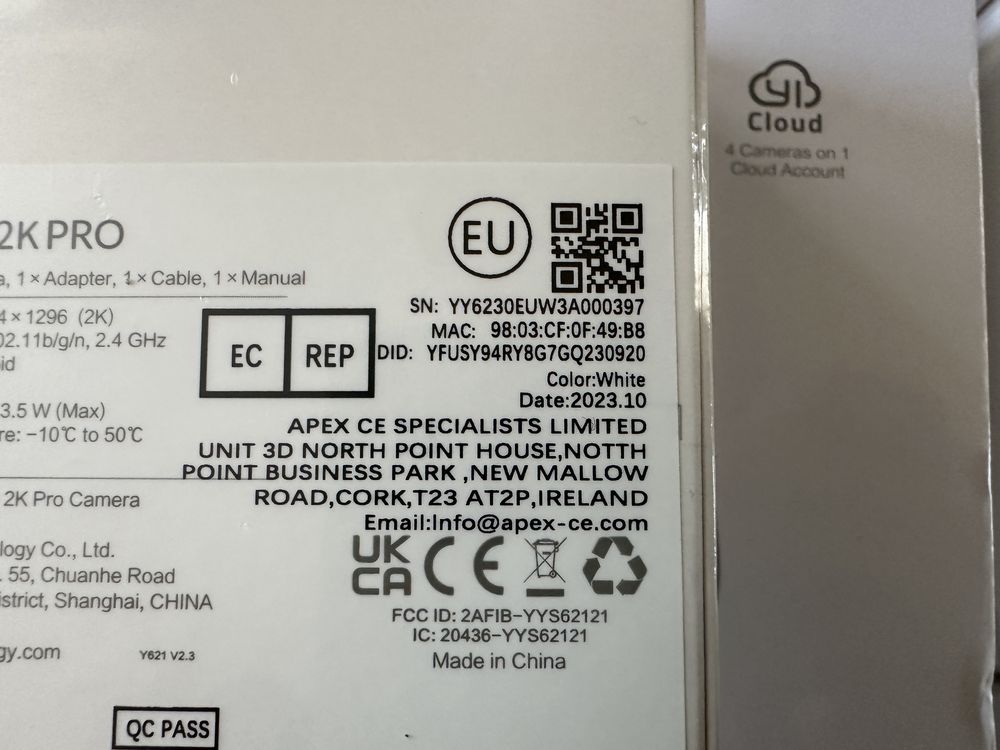 2K PRO
a, 1 × Adapter, 1 × Cable, 1 × Manual
4 × 1296 (2K)
02.11b/g/n, 2.4 GHz
id
3.5 W (Max)
re: −10℃ to 50℃
2K Pro Camera
logy Co., Ltd.
. 55, Chuanhe Road
istrict, Shanghai, CHINA
gy.com
Y621 V2.3
QC PASS
EU
SN: YY6230EUW3A000397
MAC: 98:03:CF:0F:49:B8
DID: YFUSY94RY8G7GQ230920
Color:White
Date:2023.10
EC REP
APEX CE SPECIALISTS LIMITED
UNIT 3D NORTH POINT HOUSE,NOTTH
POINT BUSINESS PARK ,NEW MALLOW
ROAD,CORK,T23 AT2P,IRELAND
Email:Info@apex-ce.com
UK
CA CE
FCC ID: 2AFIB-YYS62121
IC: 20436-YYS62121
Made in China
YI
Cloud
4 Cameras on 1
Cloud Account